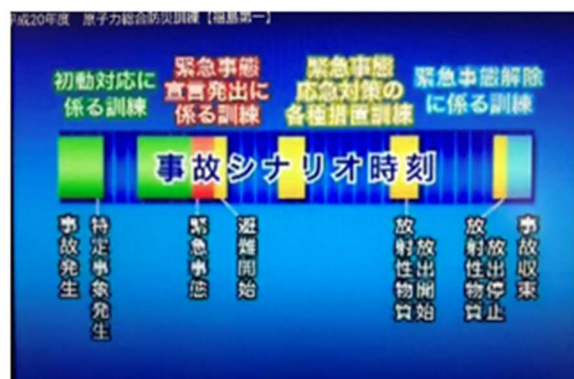 平成20年度 原子力総合防災訓練【福島第一】
初動対応に
係る訓練
緊急事態
宣言発出に
係る訓練
緊急事態
応急対策の
各種措置訓練
緊急事態解除
に係る訓練
事故シナリオ時刻
事故発生
特定事象発生
緊急事態
避難開始
放射性物質
放出開始
放射性物質
放出停止
事故収束